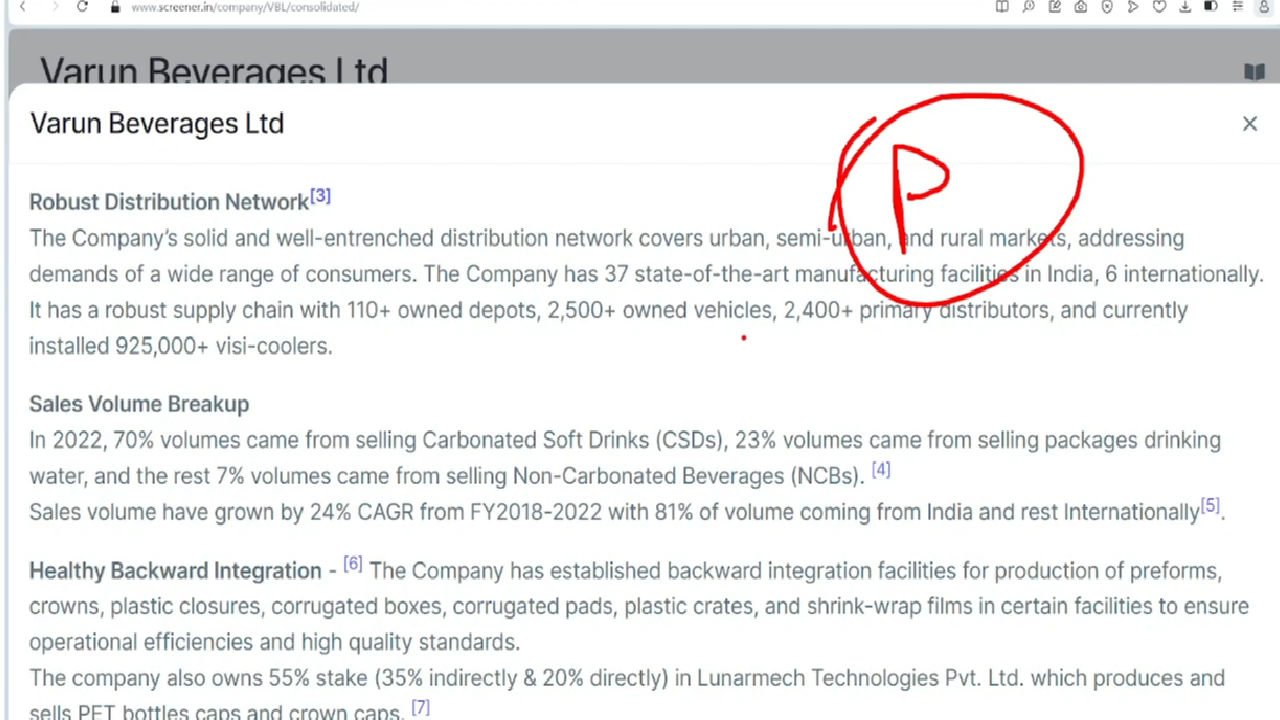 www.screener.in/company/VBL/consolidated/
Varun Beverages Ltd
Varun Beverages Ltd
P
Robust Distribution Network[3]
The Company's solid and well-entrenched distribution network covers urban, semi-urban, and rural markets, addressing
demands of a wide range of consumers. The Company has 37 state-of-the-art manufacturing facilities in India, 6 internationally.
It has a robust supply chain with 110+ owned depots, 2,500+ owned vehicles, 2,400+ primary distributors, and currently
installed 925,000+ visi-coolers.
Sales Volume Breakup
In 2022, 70% volumes came from selling Carbonated Soft Drinks (CSDs), 23% volumes came from selling packages drinking
water, and the rest 7% volumes came from selling Non-Carbonated Beverages (NCBs). [4]
Sales volume have grown by 24% CAGR from FY2018-2022 with 81% of volume coming from India and rest Internationally[5].
Healthy Backward Integration - [6] The Company has established backward integration facilities for production of preforms,
crowns, plastic closures, corrugated boxes, corrugated pads, plastic crates, and shrink-wrap films in certain facilities to ensure
operational efficiencies and high quality standards.
The company also owns 55% stake (35% indirectly & 20% directly) in Lunarmech Technologies Pvt. Ltd. which produces and
sells PET bottles caps and crown caps. [7]